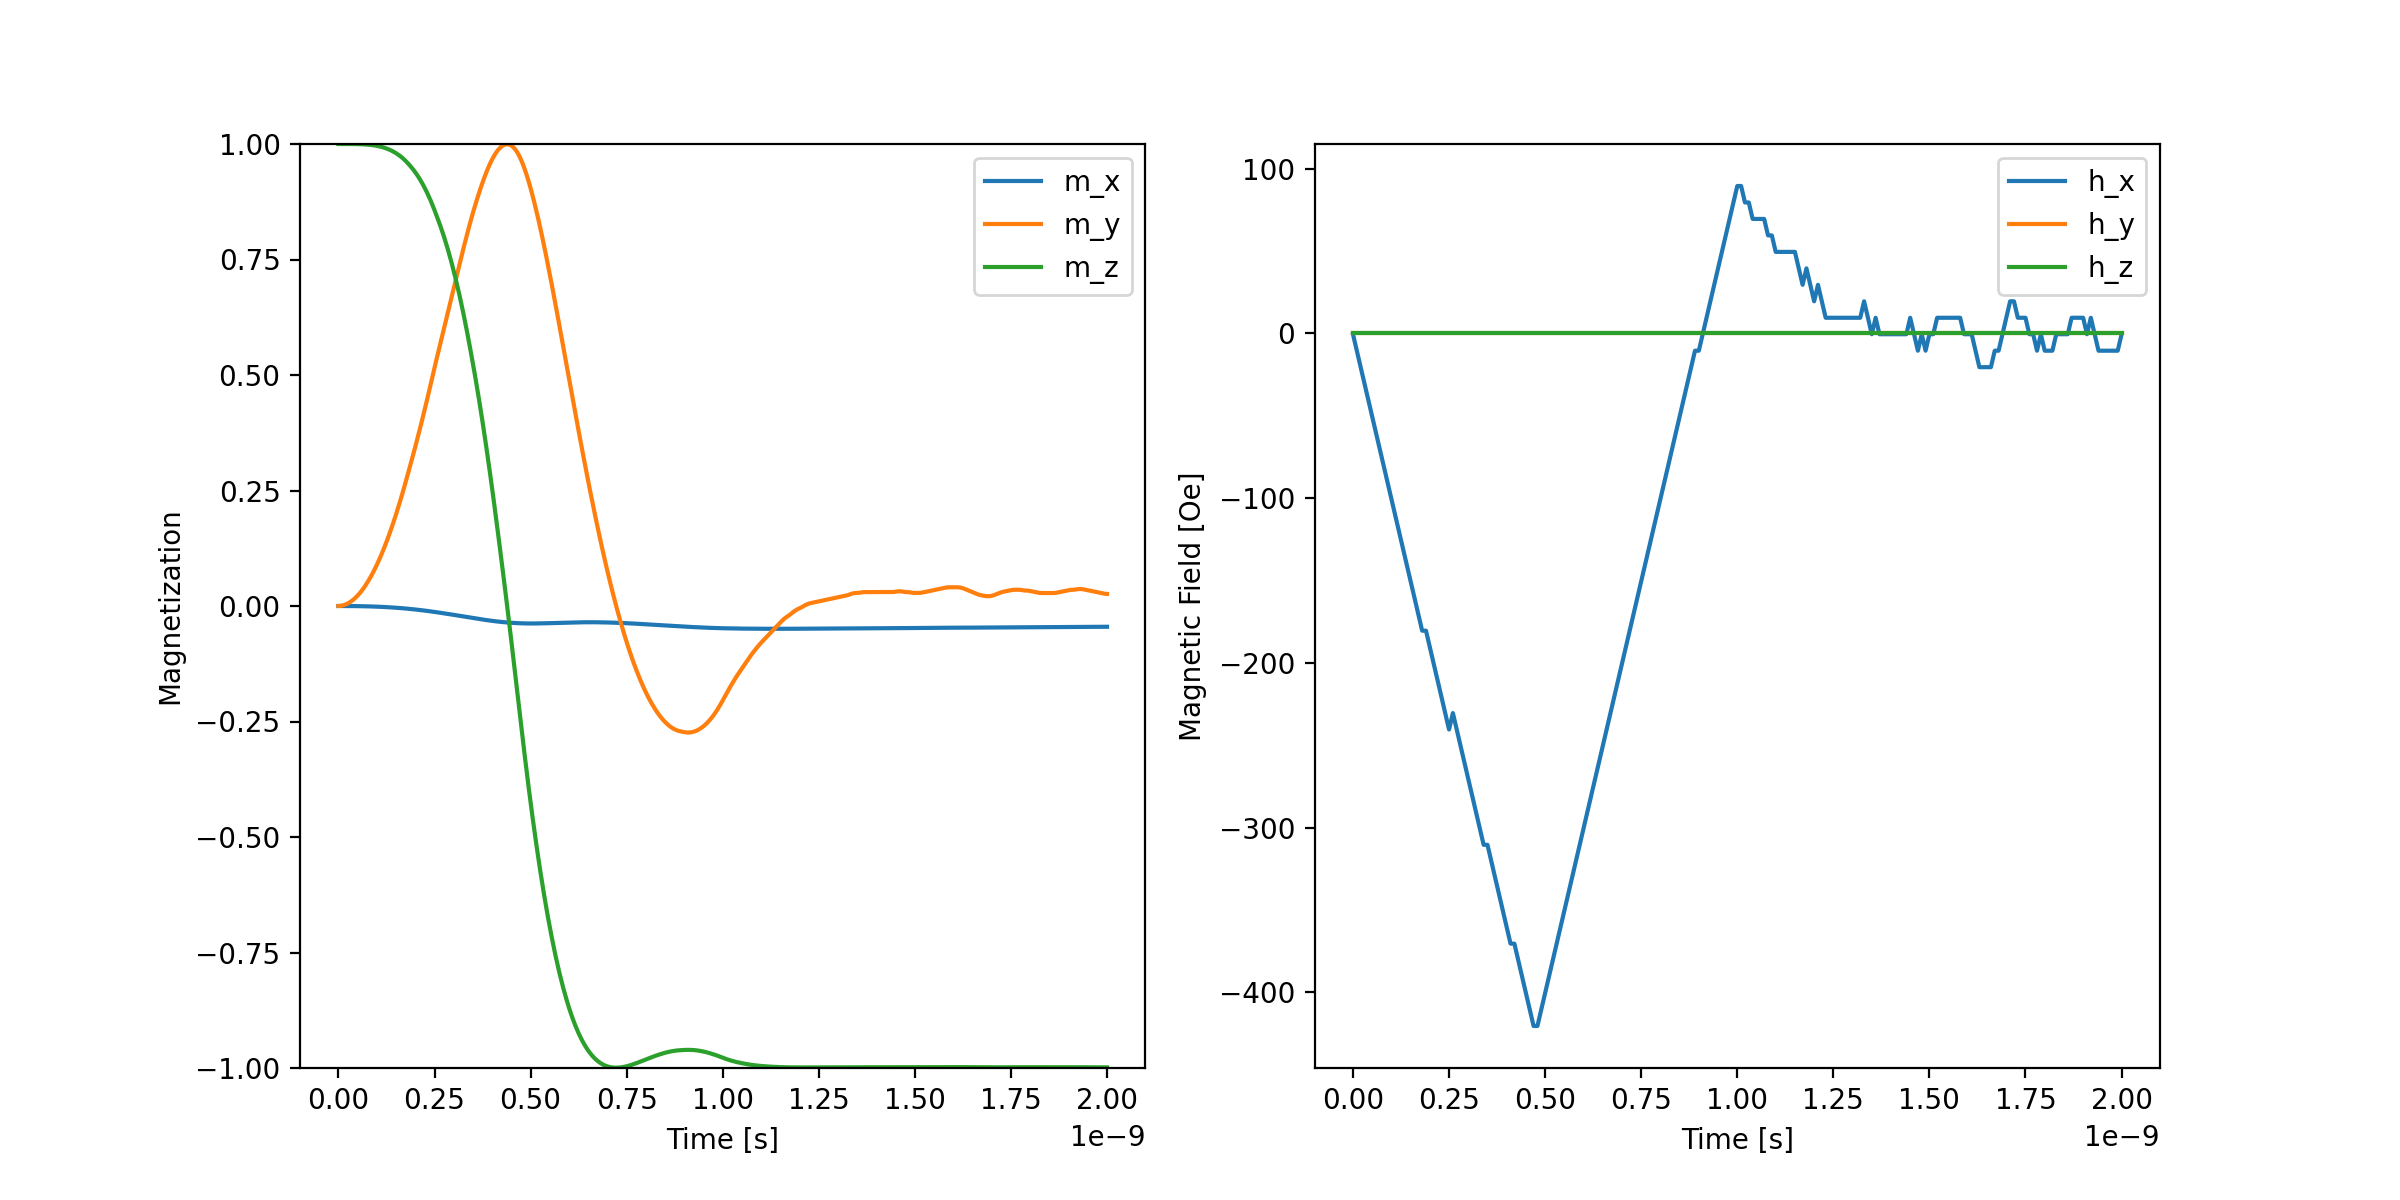 1.00
0.75
0.50
0.25
0.00
−0.25
−0.50
−0.75
−1.00
Magnetization
m_x
m_y
m_z
0.00 0.25 0.50 0.75 1.00 1.25 1.50 1.75 2.00
Time [s]
1e−9
100
0
−100
−200
−300
−400
Magnetic Field [Oe]
h_x
h_y
h_z
0.00 0.25 0.50 0.75 1.00 1.25 1.50 1.75 2.00
Time [s]
1e−9